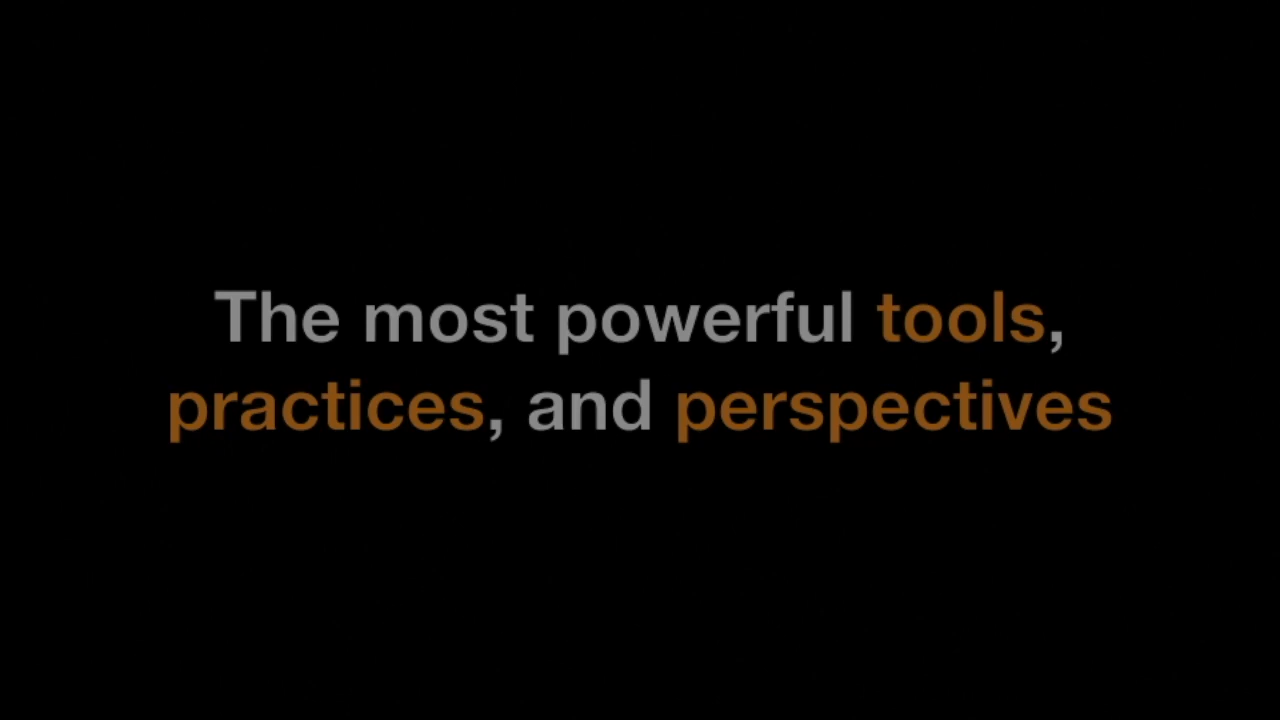 The most powerful tools,
practices, and perspectives